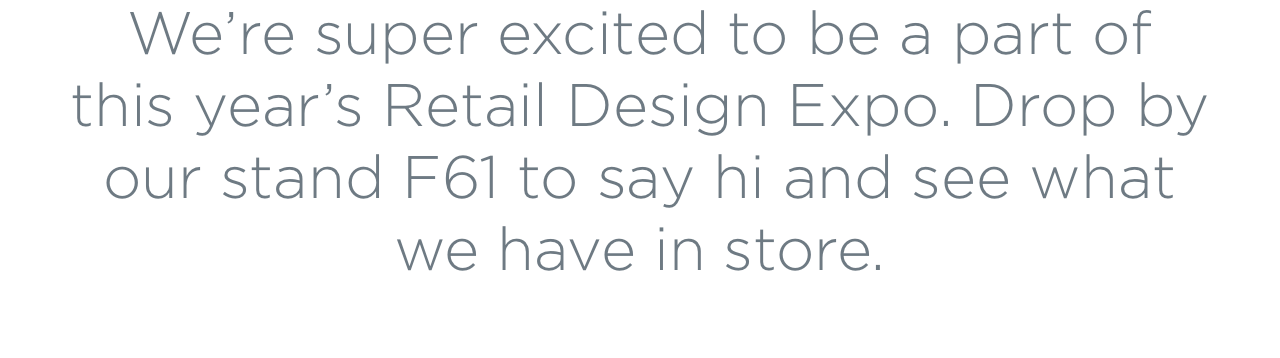 We’re super excited to be a part of
this year’s Retail Design Expo. Drop by
our stand F61 to say hi and see what
we have in store.